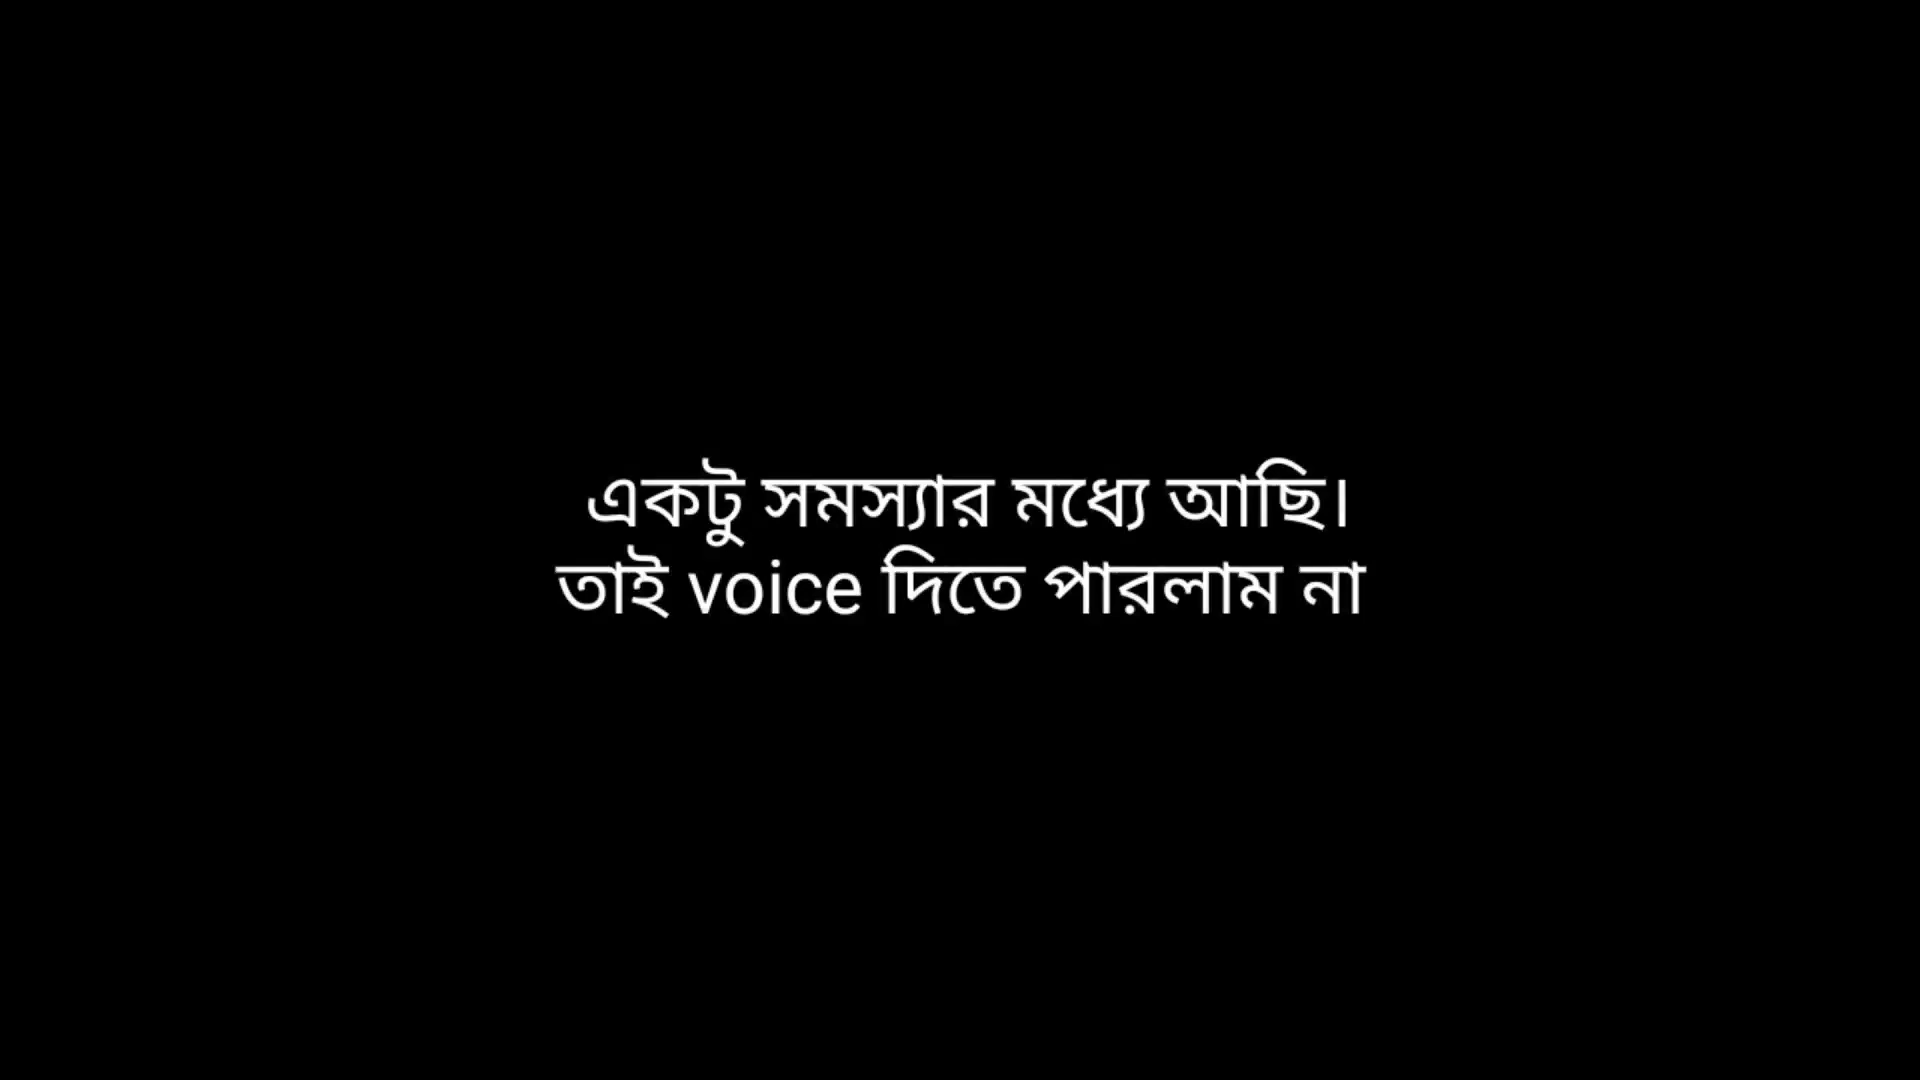 একটু সমস্যার মধ্যে আছি।
তাই voice দিতে পারলাম না